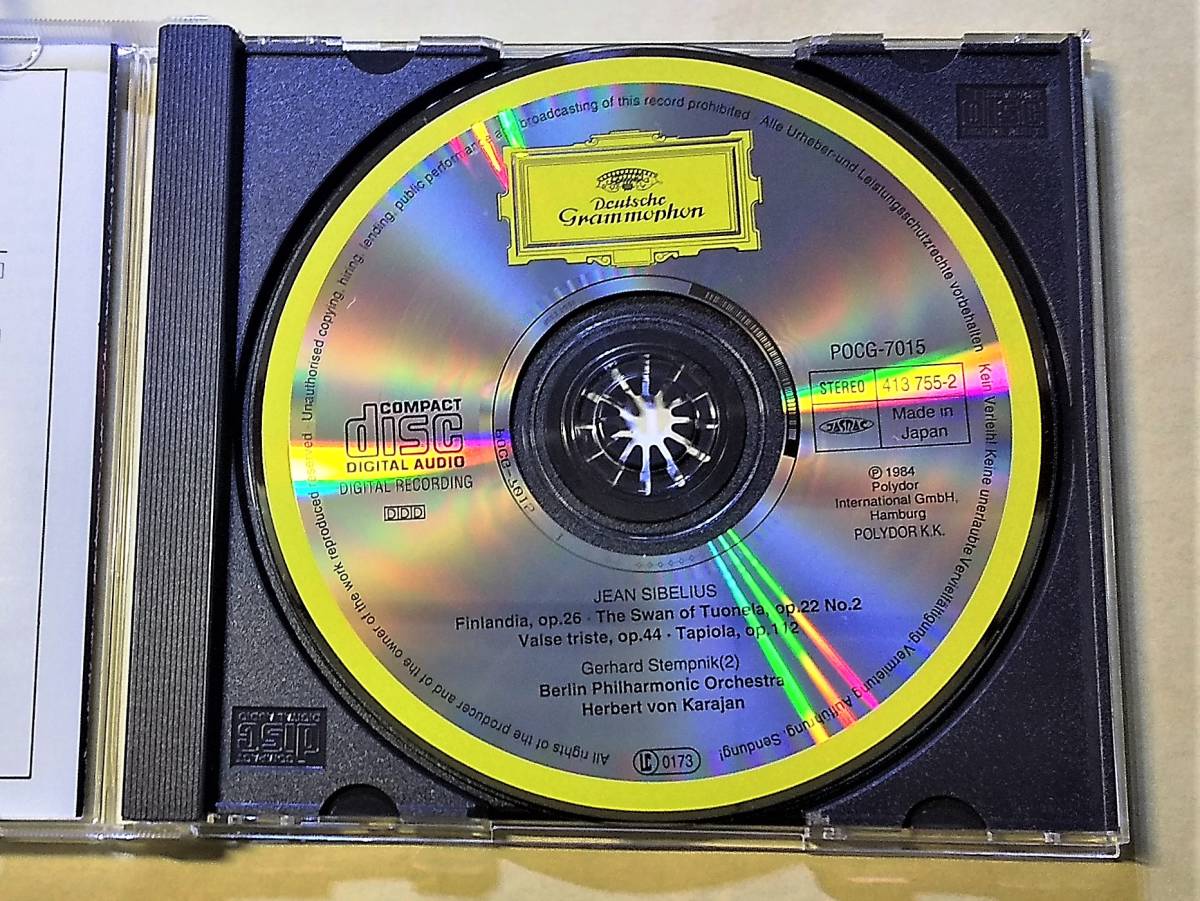 Unauthorised copying, hiring, lending, public performance and broadcasting of this record prohibited
Alle Urheber-und Leistungsschutzrechte vorbehalten
Kein Verleih! Keine unerlaubte Vervielfältigung, Vermietung, Aufführung, Sendung!
All rights of the producer and of the owner of the work reproduced reserved
Deutsche
Grammophon
COMPACT
disc
DIGITAL AUDIO
DIGITAL RECORDING
DDD
POCG-7015
STEREO
413 755-2
JASRAC
Made in
Japan
℗ 1984
Polydor
International GmbH,
Hamburg
POLYDOR K.K.
JEAN SIBELIUS
Finlandia, op.26 · The Swan of Tuonela, op.22 No.2
Valse triste, op.44 · Tapiola, op.112
Gerhard Stempnik(2)
Berlin Philharmonic Orchestra
Herbert von Karajan
LC 0173
COMPACT
disc
DIGITAL AUDIO